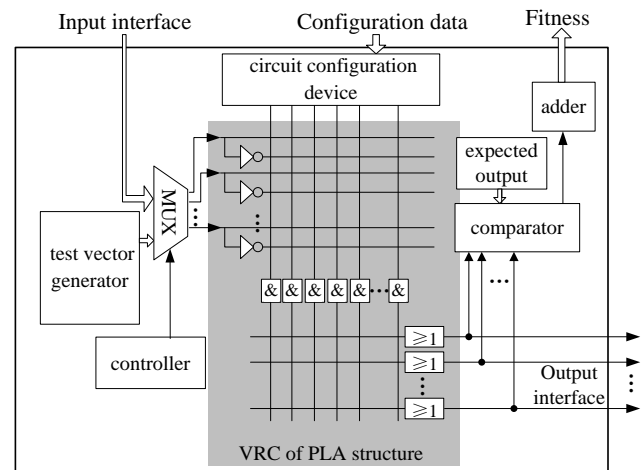 Input interface
Configuration data
Fitness
circuit configuration
device
adder
expected
output
MUX
test vector
generator
comparator
& & & & & &
controller
≥1
≥1
≥1
Output
interface
VRC of PLA structure